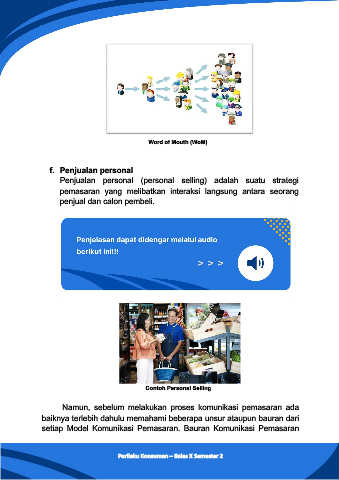 Word of Mouth (WoM)
f. Penjualan personal
Penjualan personal (personal selling) adalah suatu strategi
pemasaran yang melibatkan interaksi langsung antara seorang
penjual dan calon pembeli.
Penjelasan dapat didengar melalui audio
berikut ini!!!
> > >
Contoh Personal Selling
Namun, sebelum melakukan proses komunikasi pemasaran ada
baiknya terlebih dahulu memahami beberapa unsur ataupun bauran dari
setiap Model Komunikasi Pemasaran. Bauran Komunikasi Pemasaran
Perilaku Konsumen – Kelas X Semester 2